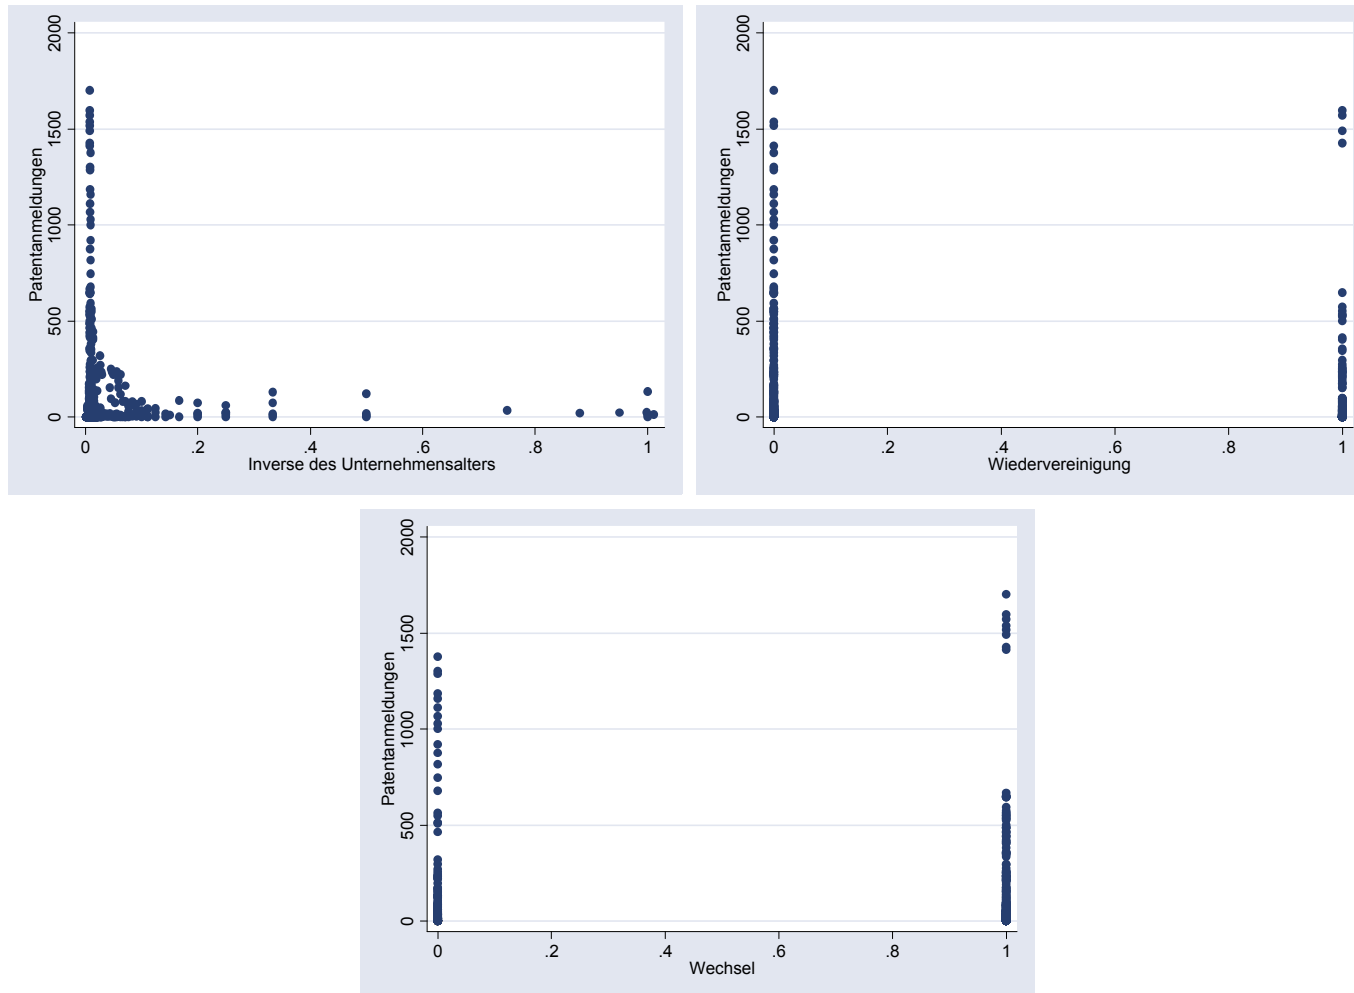 2000
1500
1000
500
0
Patentanmeldungen
0 .2 .4 .6 .8 1
Inverse des Unternehmensalters
2000
1500
1000
500
0
Patentanmeldungen
0 .2 .4 .6 .8 1
Wiedervereinigung
2000
1500
1000
500
0
Patentanmeldungen
0 .2 .4 .6 .8 1
Wechsel